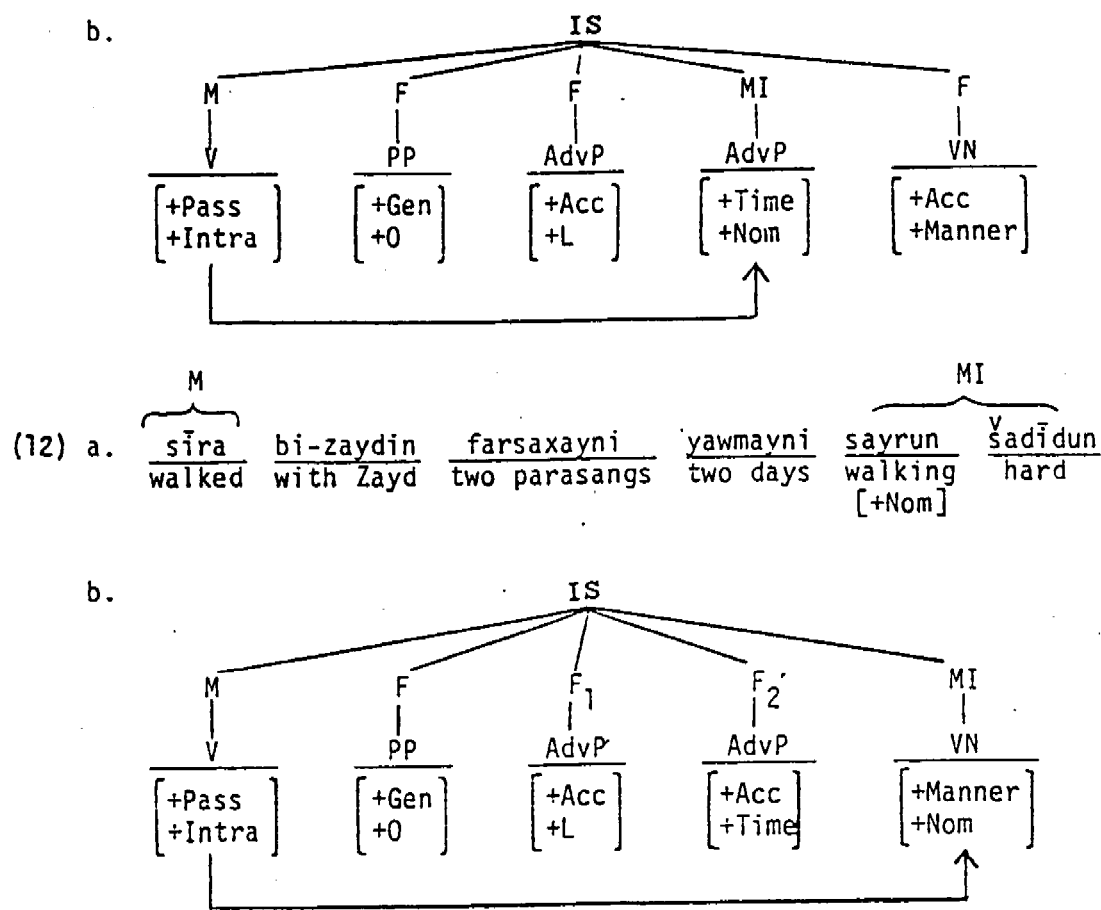 b. IS
M F F MI F
V PP AdvP AdvP VN
[+Pass [+Gen [+Acc [+Time [+Acc
+Intra] +O] +L] +Nom] +Manner]
M MI
(12) a. sīra bi-zaydin farsaxayni yawmayni sayrun šadīdun
walked with Zayd two parasangs two days walking hard
[+Nom]
b. IS
M F F1 F2 MI
V PP AdvP AdvP VN
[+Pass [+Gen [+Acc [+Acc [+Manner
+Intra] +O] +L] +Time] +Nom]